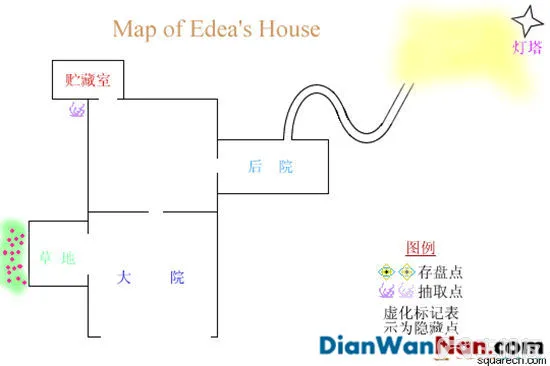 Map of Edea's House
灯塔
贮藏室
后 院
草地
大 院
图例
存盘点
抽取点
虚化标记表
示为隐藏点
DianWanNan.com
squarecn.com